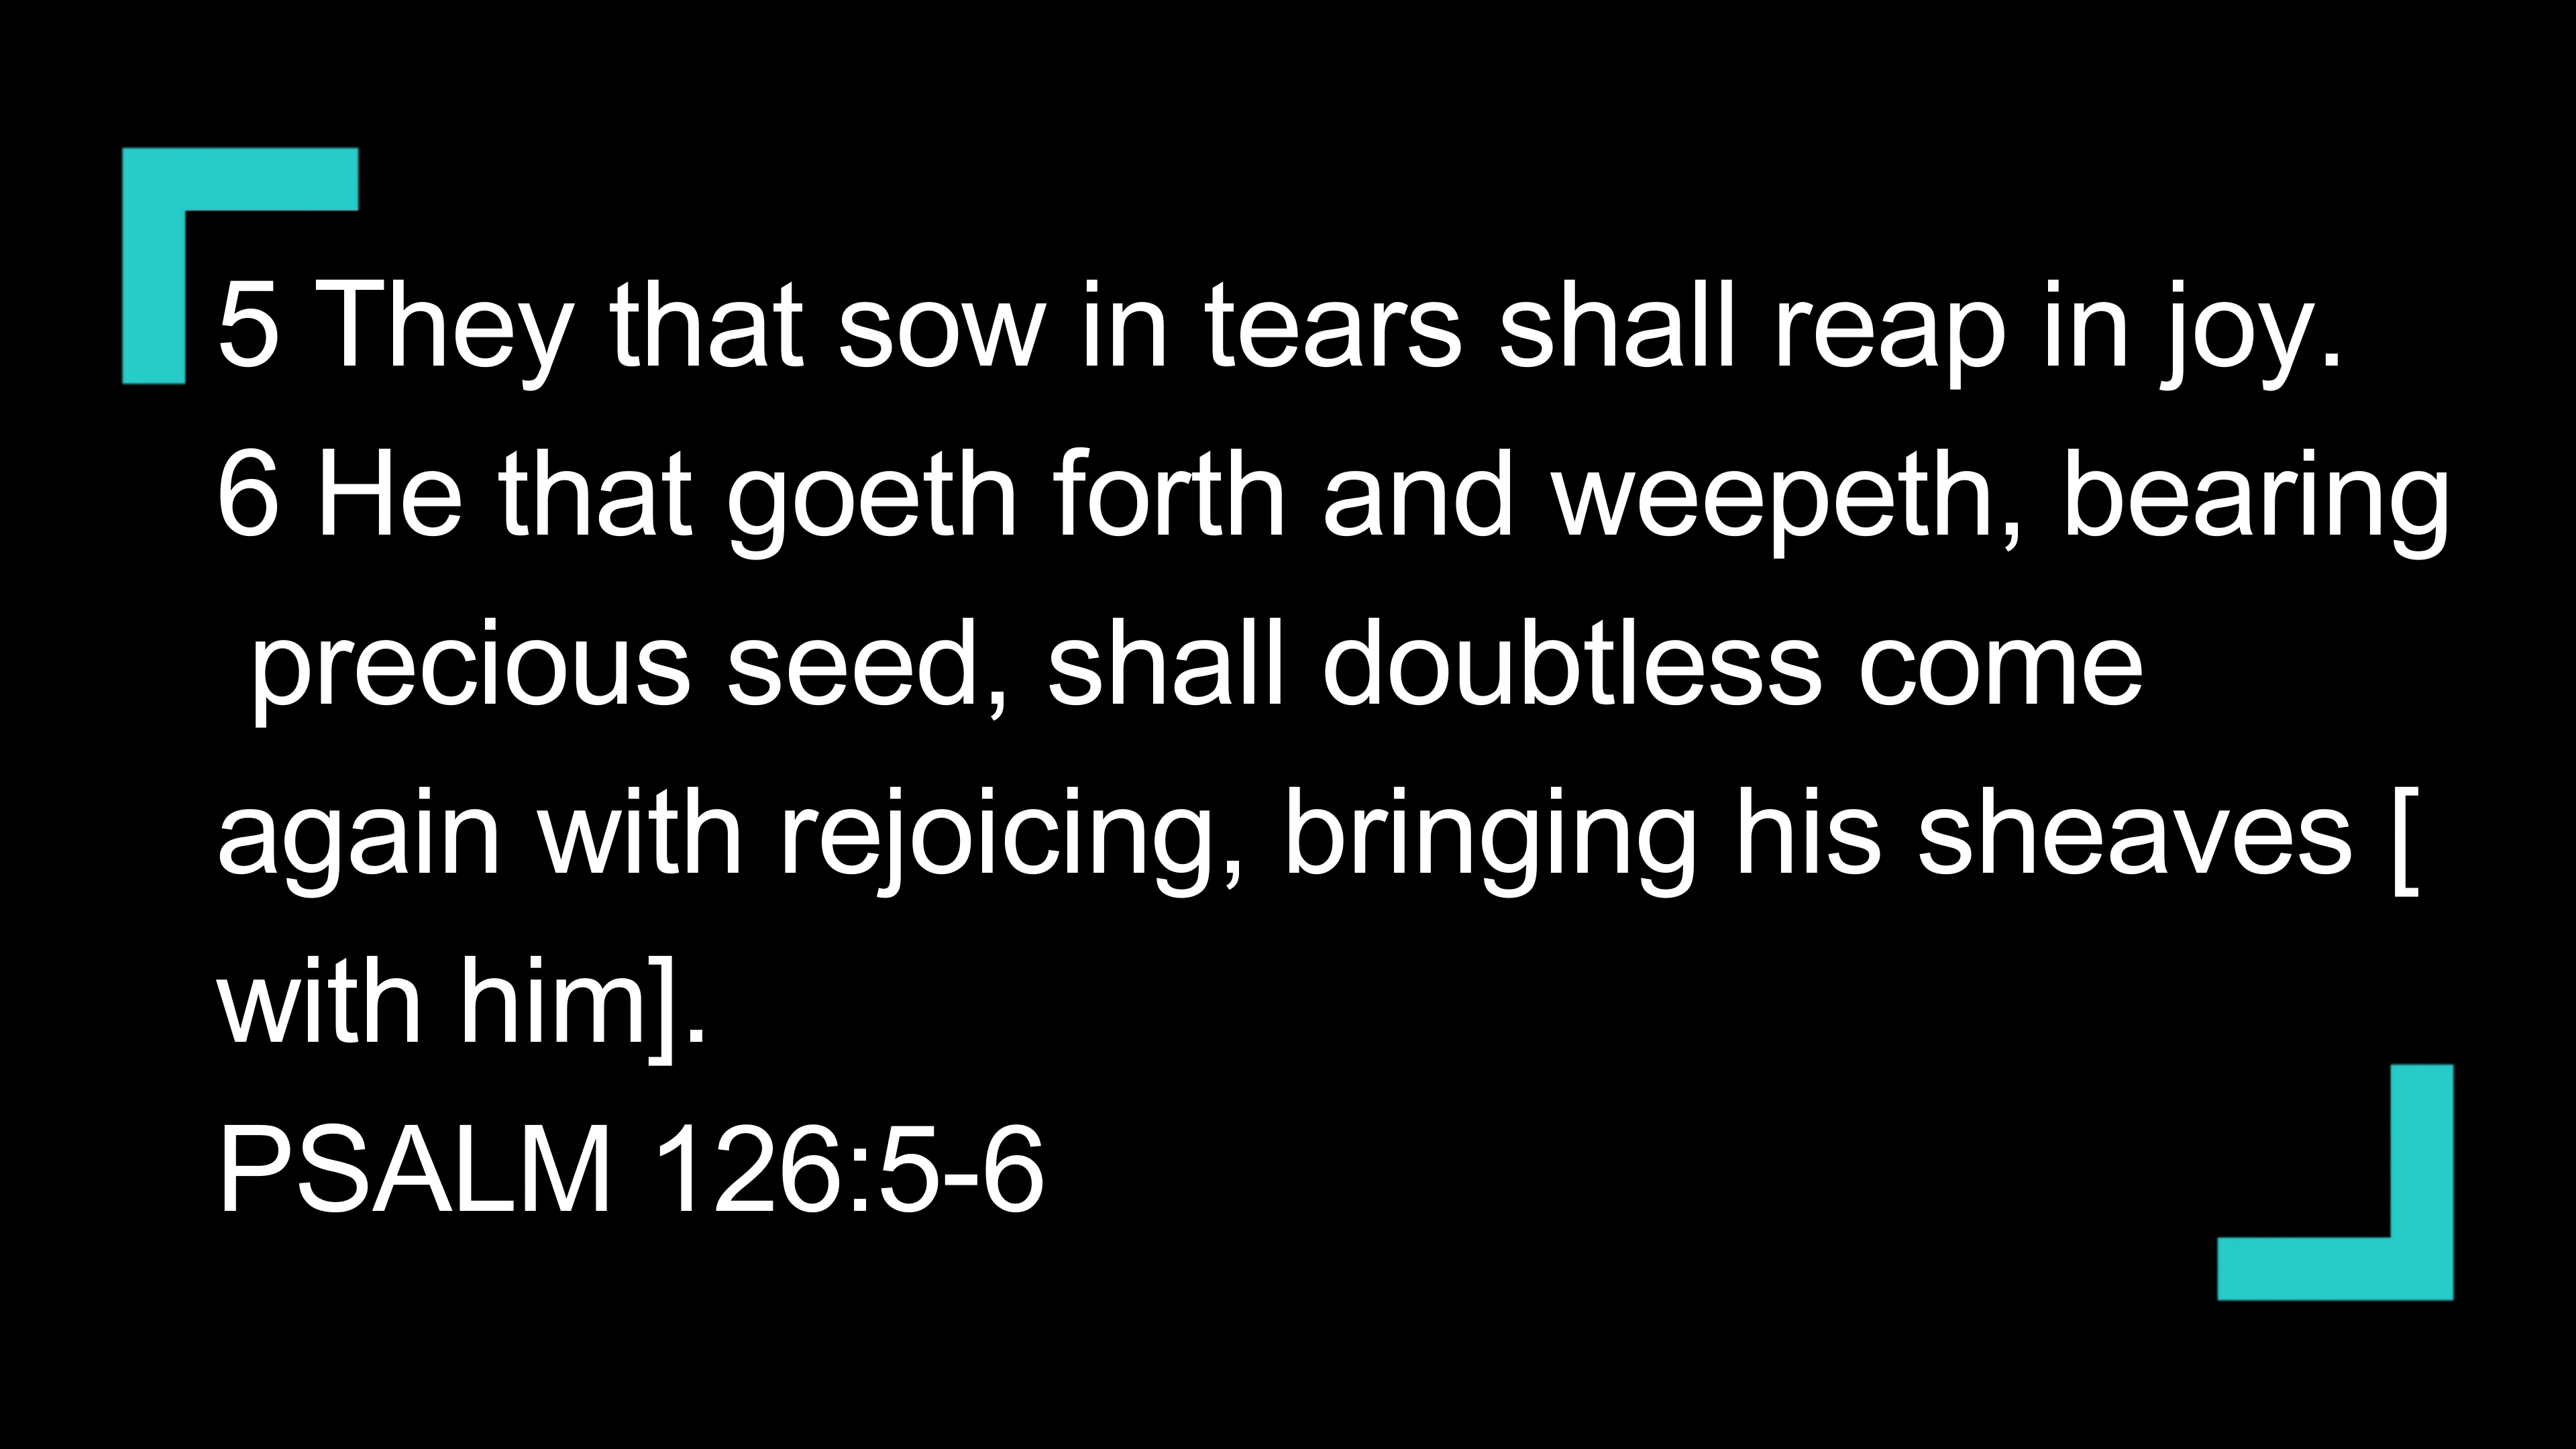 5 They that sow in tears shall reap in joy.
6 He that goeth forth and weepeth, bearing
precious seed, shall doubtless come
again with rejoicing, bringing his sheaves [
with him].
PSALM 126:5-6